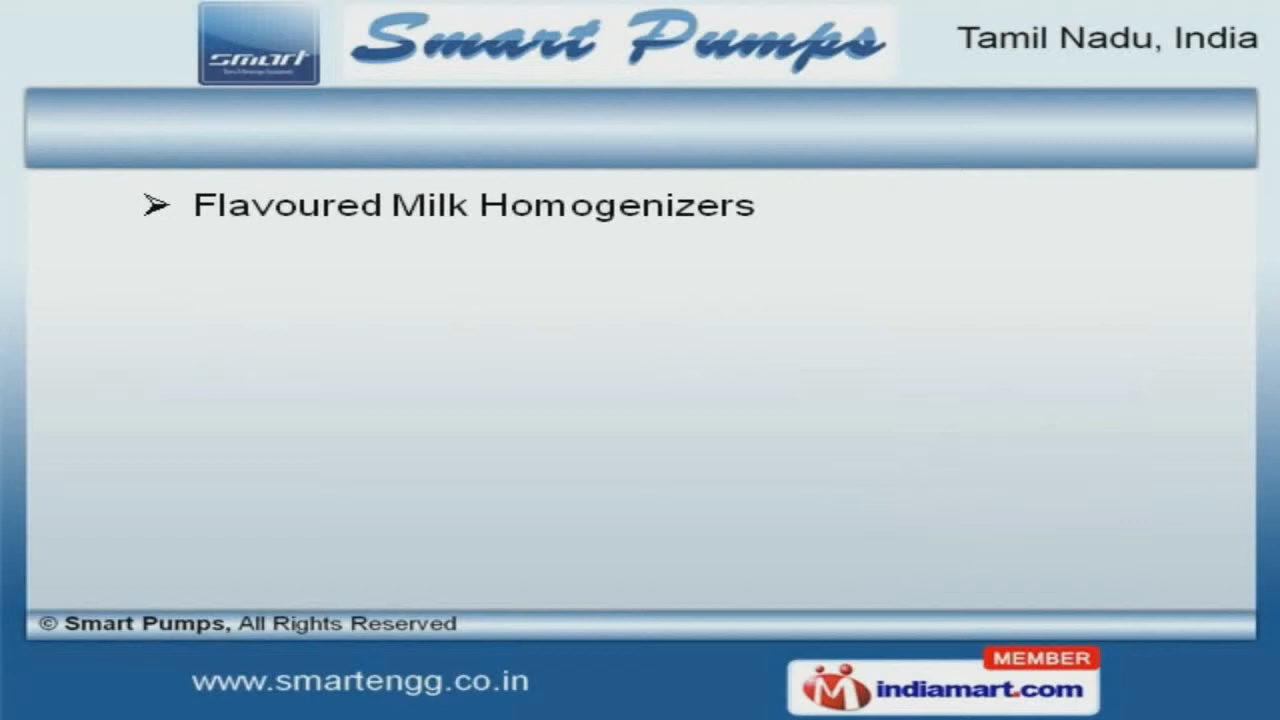 smart
Smart Pumps
Tamil Nadu, India
➢ Flavoured Milk Homogenizers
© Smart Pumps, All Rights Reserved
www.smartengg.co.in
MEMBER
indiamart.com